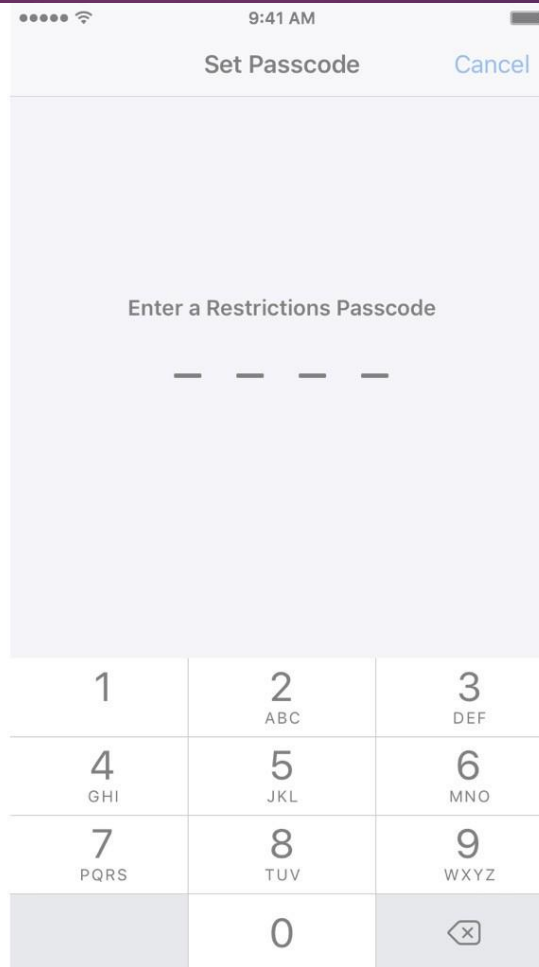 9:41 AM
Set Passcode Cancel
Enter a Restrictions Passcode
1 2 3
ABC DEF
4 5 6
GHI JKL MNO
7 8 9
PQRS TUV WXYZ
0